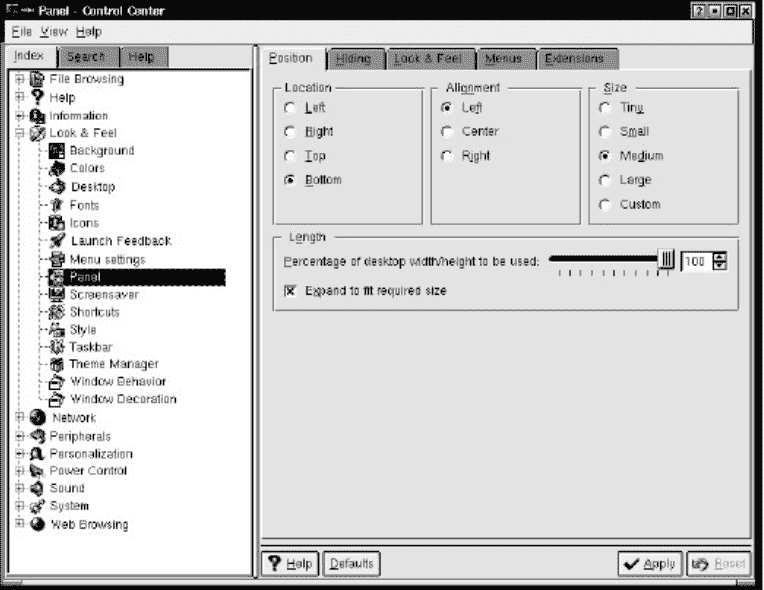 Panel - Control Center
File View Help
Index Search Help
File Browsing
Help
Information
Look & Feel
Background
Colors
Desktop
Fonts
Icons
Launch Feedback
Menu settings
Panel
Screensaver
Shortcuts
Style
Taskbar
Theme Manager
Window Behavior
Window Decoration
Network
Peripherals
Personalization
Power Control
Sound
System
Web Browsing
Position Hiding Look & Feel Menus Extensions
Location
Left
Right
Top
Bottom
Alignment
Left
Center
Right
Size
Tiny
Small
Medium
Large
Custom
Length
Percentage of desktop width/height to be used: 100
Expand to fit required size
Help Defaults Apply Reset